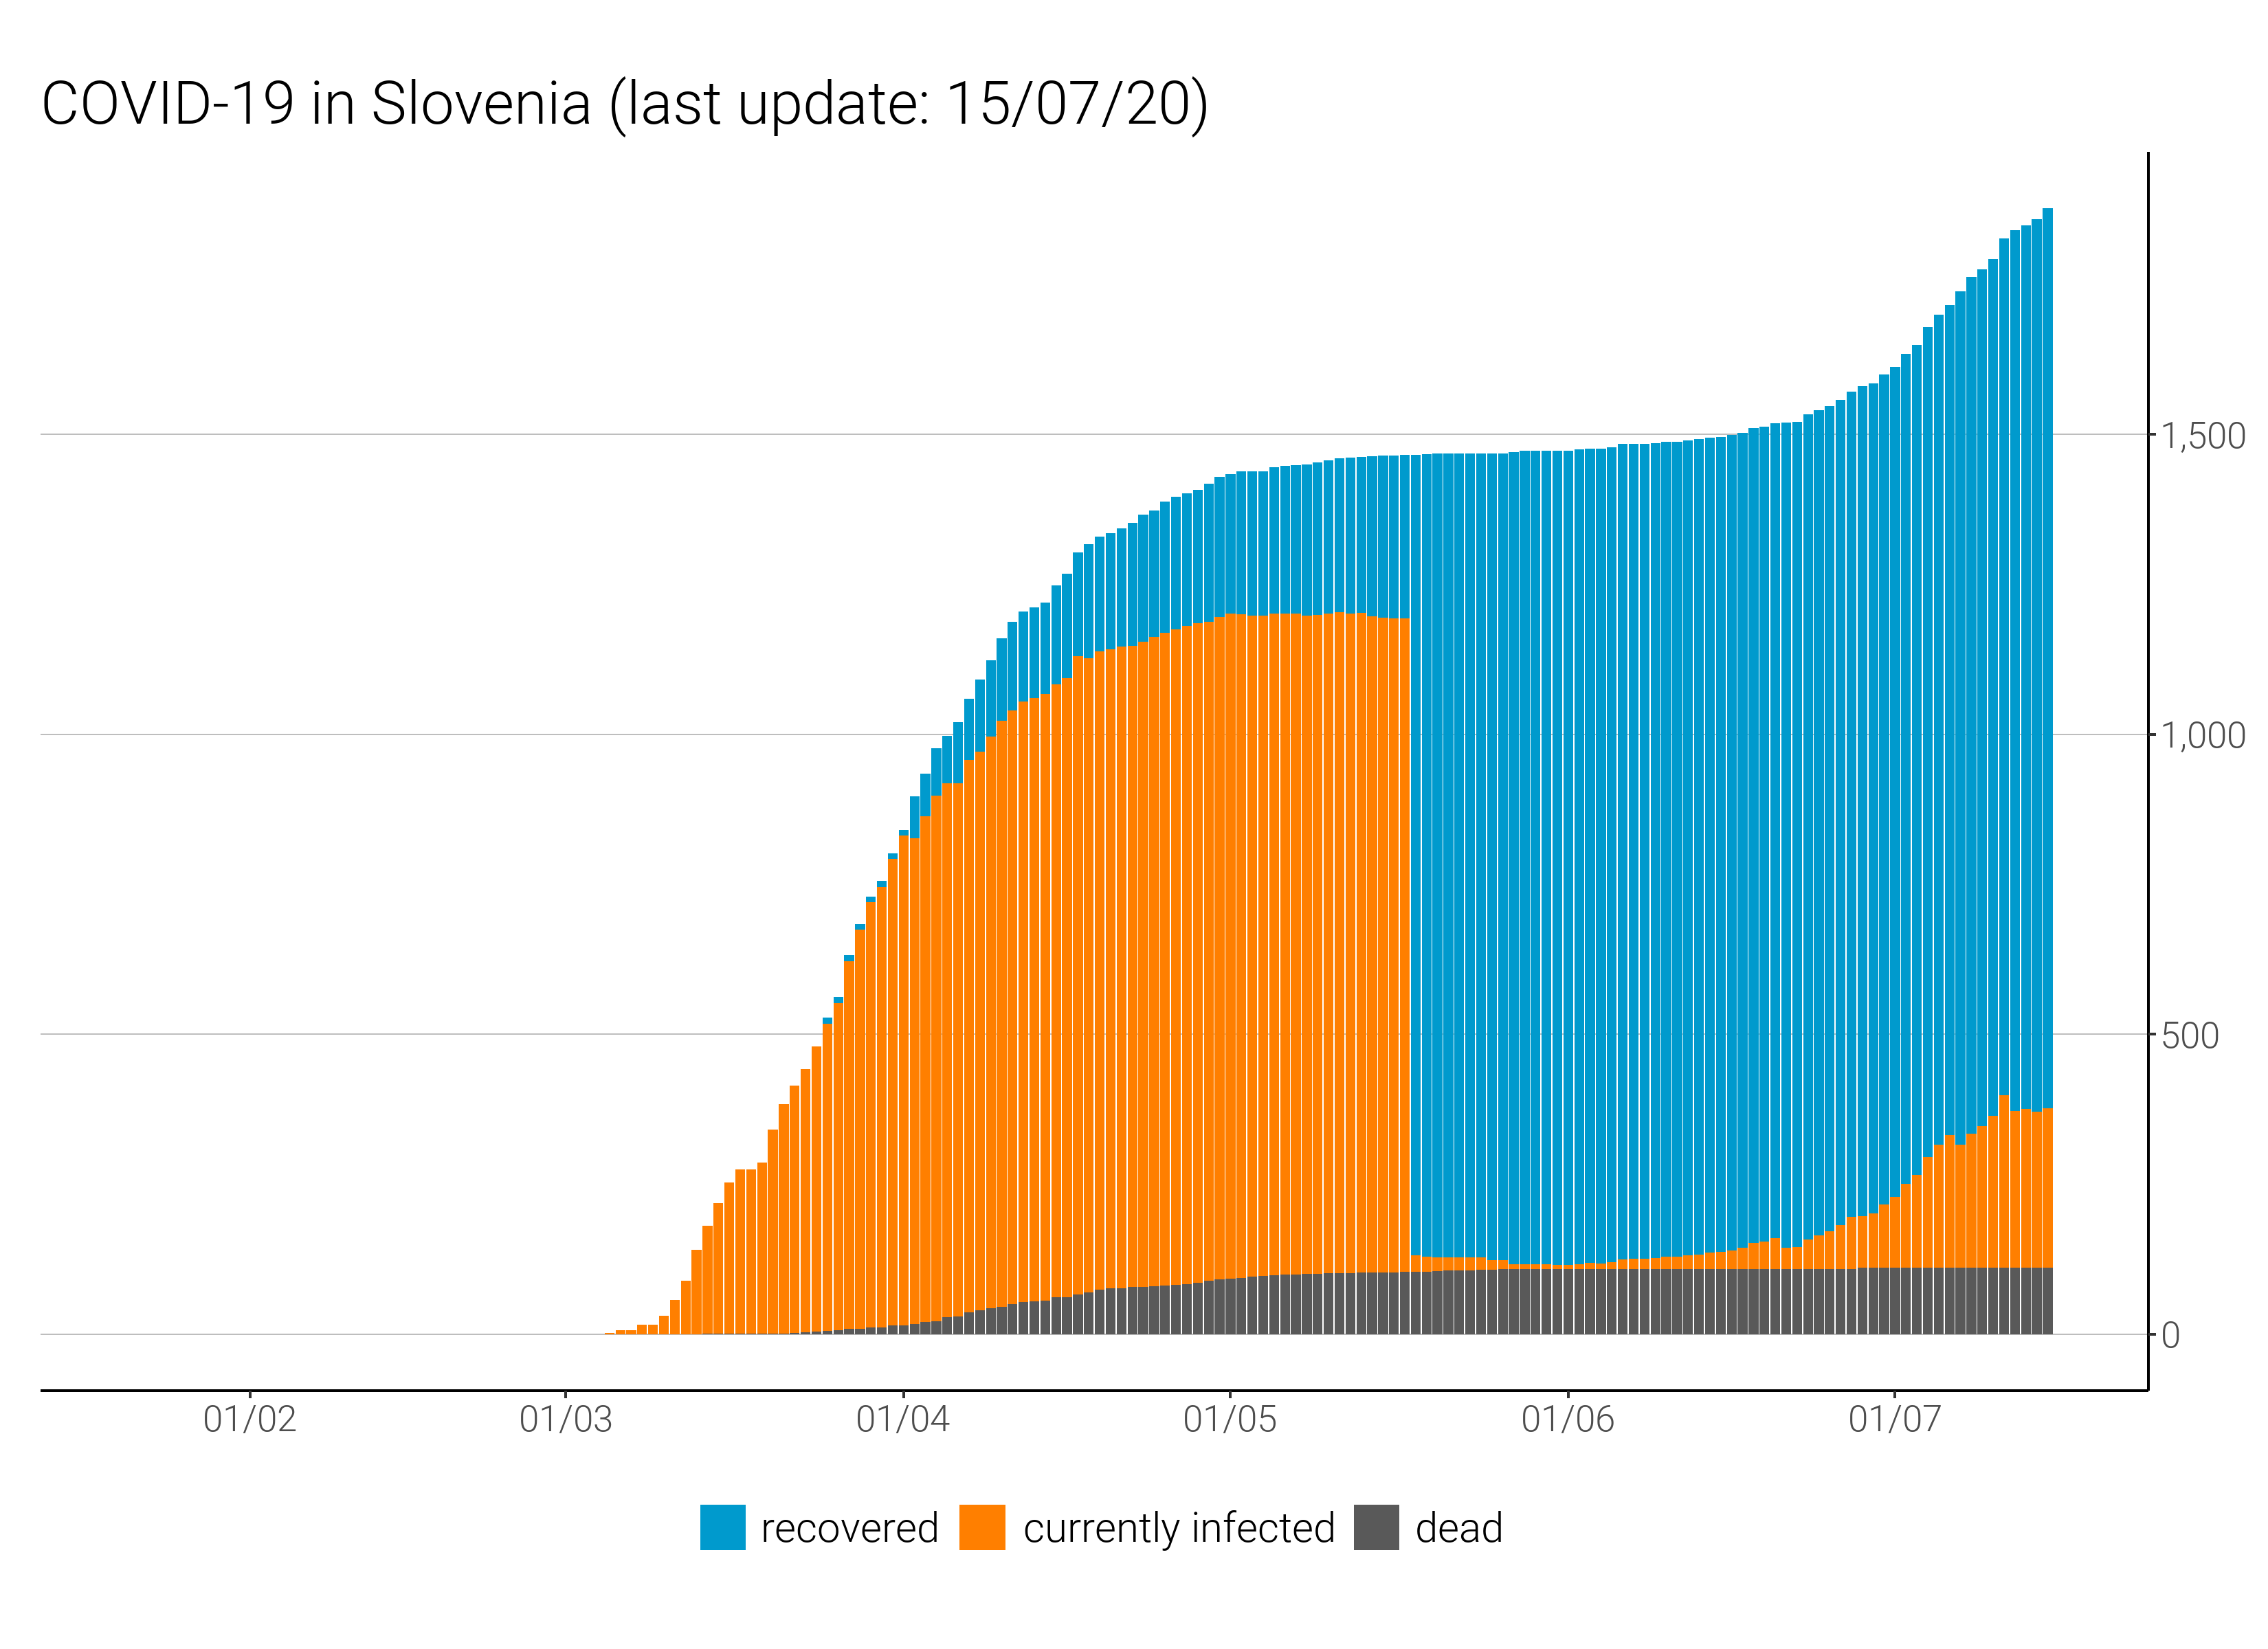 COVID-19 in Slovenia (last update: 15/07/20)
1,500
1,000
500
0
01/02 01/03 01/04 01/05 01/06 01/07
recovered currently infected dead